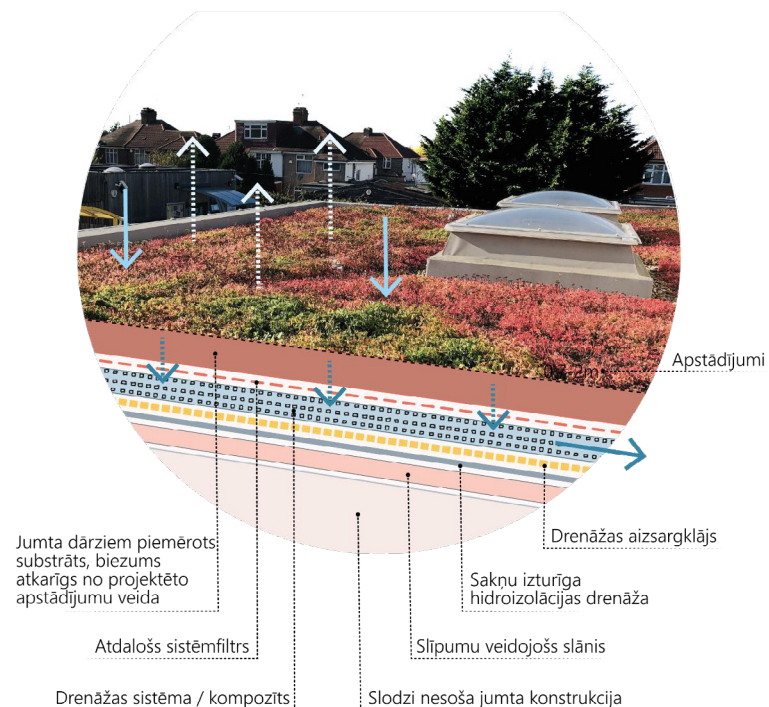 Apstādījumi
Drenāžas aizsargklājs
Jumta dārziem piemērots
substrāts, biezums
atkarīgs no projektēto
apstādījumu veida
Sakņu izturīga
hidroizolācijas drenāža
Atdalošs sistēmfiltrs
Slīpumu veidojošs slānis
Drenāžas sistēma / kompozīts
Slodzi nesoša jumta konstrukcija